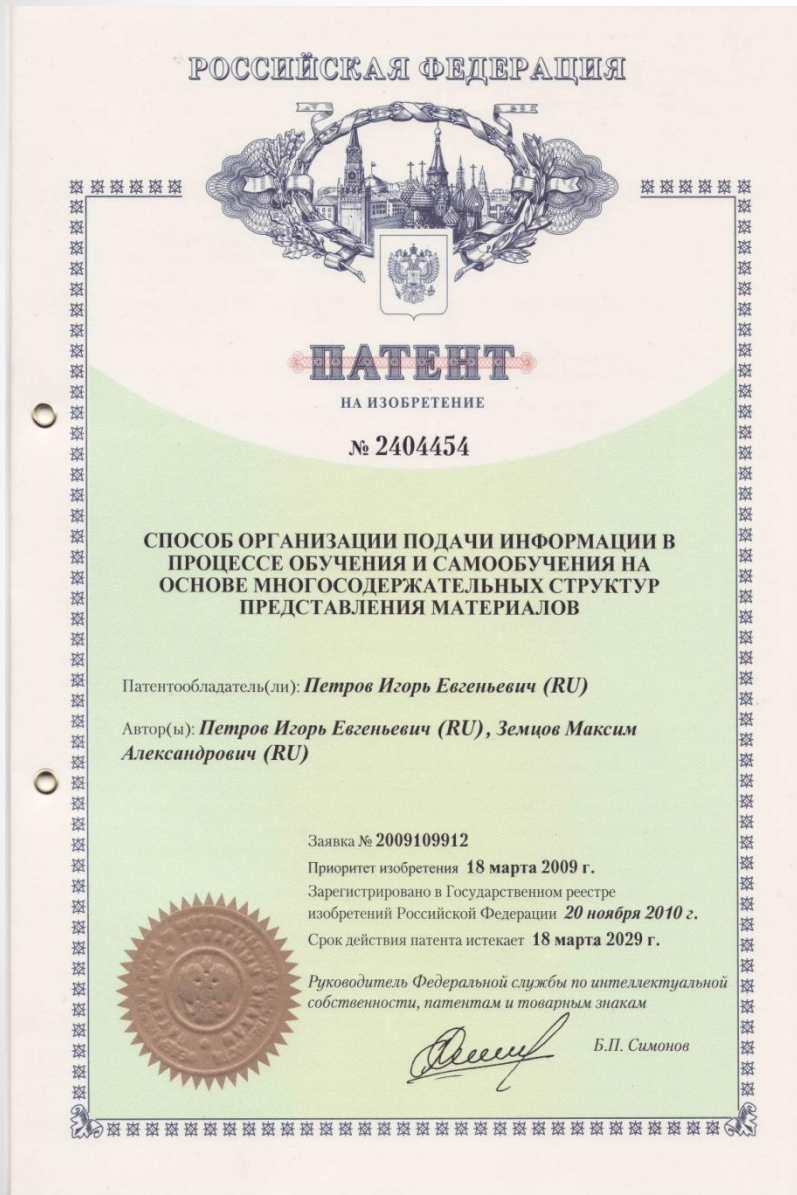 РОССИЙСКАЯ ФЕДЕРАЦИЯ
ПАТЕНТ
НА ИЗОБРЕТЕНИЕ
№ 2404454
СПОСОБ ОРГАНИЗАЦИИ ПОДАЧИ ИНФОРМАЦИИ В
ПРОЦЕССЕ ОБУЧЕНИЯ И САМООБУЧЕНИЯ НА
ОСНОВЕ МНОГОСОДЕРЖАТЕЛЬНЫХ СТРУКТУР
ПРЕДСТАВЛЕНИЯ МАТЕРИАЛОВ
Патентообладатель(ли): Петров Игорь Евгеньевич (RU)
Автор(ы): Петров Игорь Евгеньевич (RU), Земцов Максим
Александрович (RU)
Заявка № 2009109912
Приоритет изобретения 18 марта 2009 г.
Зарегистрировано в Государственном реестре
изобретений Российской Федерации 20 ноября 2010 г.
Срок действия патента истекает 18 марта 2029 г.
Руководитель Федеральной службы по интеллектуальной
собственности, патентам и товарным знакам
Б.П. Симонов